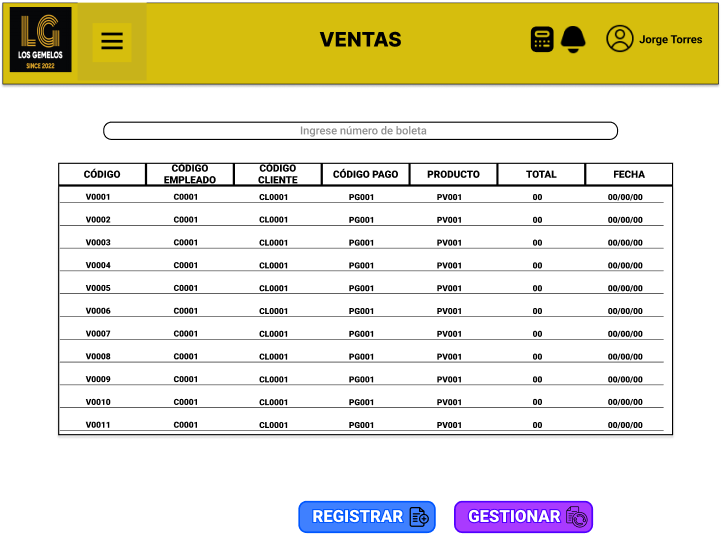 LG
LOS GEMELOS
SINCE 2022
VENTAS
Jorge Torres
Ingrese número de boleta
CÓDIGO CÓDIGO EMPLEADO CÓDIGO CLIENTE CÓDIGO PAGO PRODUCTO TOTAL FECHA
V0001 C0001 CL0001 PG001 PV001 00 00/00/00
V0002 C0001 CL0001 PG001 PV001 00 00/00/00
V0003 C0001 CL0001 PG001 PV001 00 00/00/00
V0004 C0001 CL0001 PG001 PV001 00 00/00/00
V0005 C0001 CL0001 PG001 PV001 00 00/00/00
V0006 C0001 CL0001 PG001 PV001 00 00/00/00
V0007 C0001 CL0001 PG001 PV001 00 00/00/00
V0008 C0001 CL0001 PG001 PV001 00 00/00/00
V0009 C0001 CL0001 PG001 PV001 00 00/00/00
V0010 C0001 CL0001 PG001 PV001 00 00/00/00
V0011 C0001 CL0001 PG001 PV001 00 00/00/00
REGISTRAR GESTIONAR